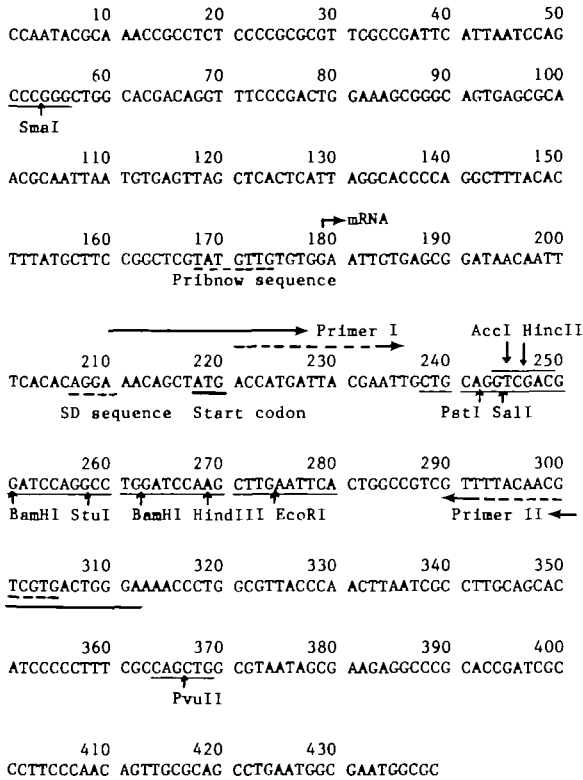 10 20 30 40 50
CCAATACGCA AACCGCCTCT CCCCGCGCGT TGGCCGATTC ATTAATCCAG
60 70 80 90 100
CCCGGGCTGG CACGACAGGT TTCCCGACTGG GAAAGCGGGC AGTGAGCGCA
SmaI
110 120 130 140 150
ACGCAATTAA TGTGAGTTAG CTCACTCATT AGGCACCCCA GGCTTTACAC
mRNA
160 170 180 190 200
TTTATGCTTC CGGCTCGTAT GTTGTGTGGA ATTGTGAGCG GATAACAATT
Pribnow sequence
Primer I AccI HincII
210 220 230 240 250
TCACACAGGA AACAGCTATG ACCATGATTA CGAATTGCTG CAGGTCGACG
SD sequence Start codon PstI SalI
260 270 280 290 300
GATCCAGGCC TGGATCCAAG CTTGAATTCA CTGGCCGTCG TTTTACAACG
BamHI StuI BamHI HindIII EcoRI Primer II
310 320 330 340 350
TCGTGACTGG GAAAACCCTG GCGTTACCCA ACTTAATCGC CTTGCAGCAC
360 370 380 390 400
ATCCCCCTTT CGCCAGCTGG CGTAATAGCG AAGAGGCCCG CACCGATCGC
PvuII
410 420 430
CCTTCCCAAC AGTTGCGCAG CCTGAATGGC GAATGGCGC